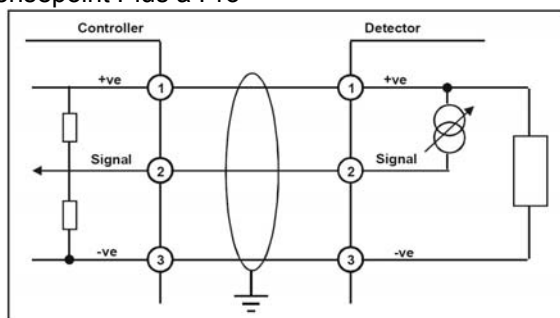 Controller Detector
+ve 1 1 +ve
Signal 2 2 Signal
-ve 3 3 -ve